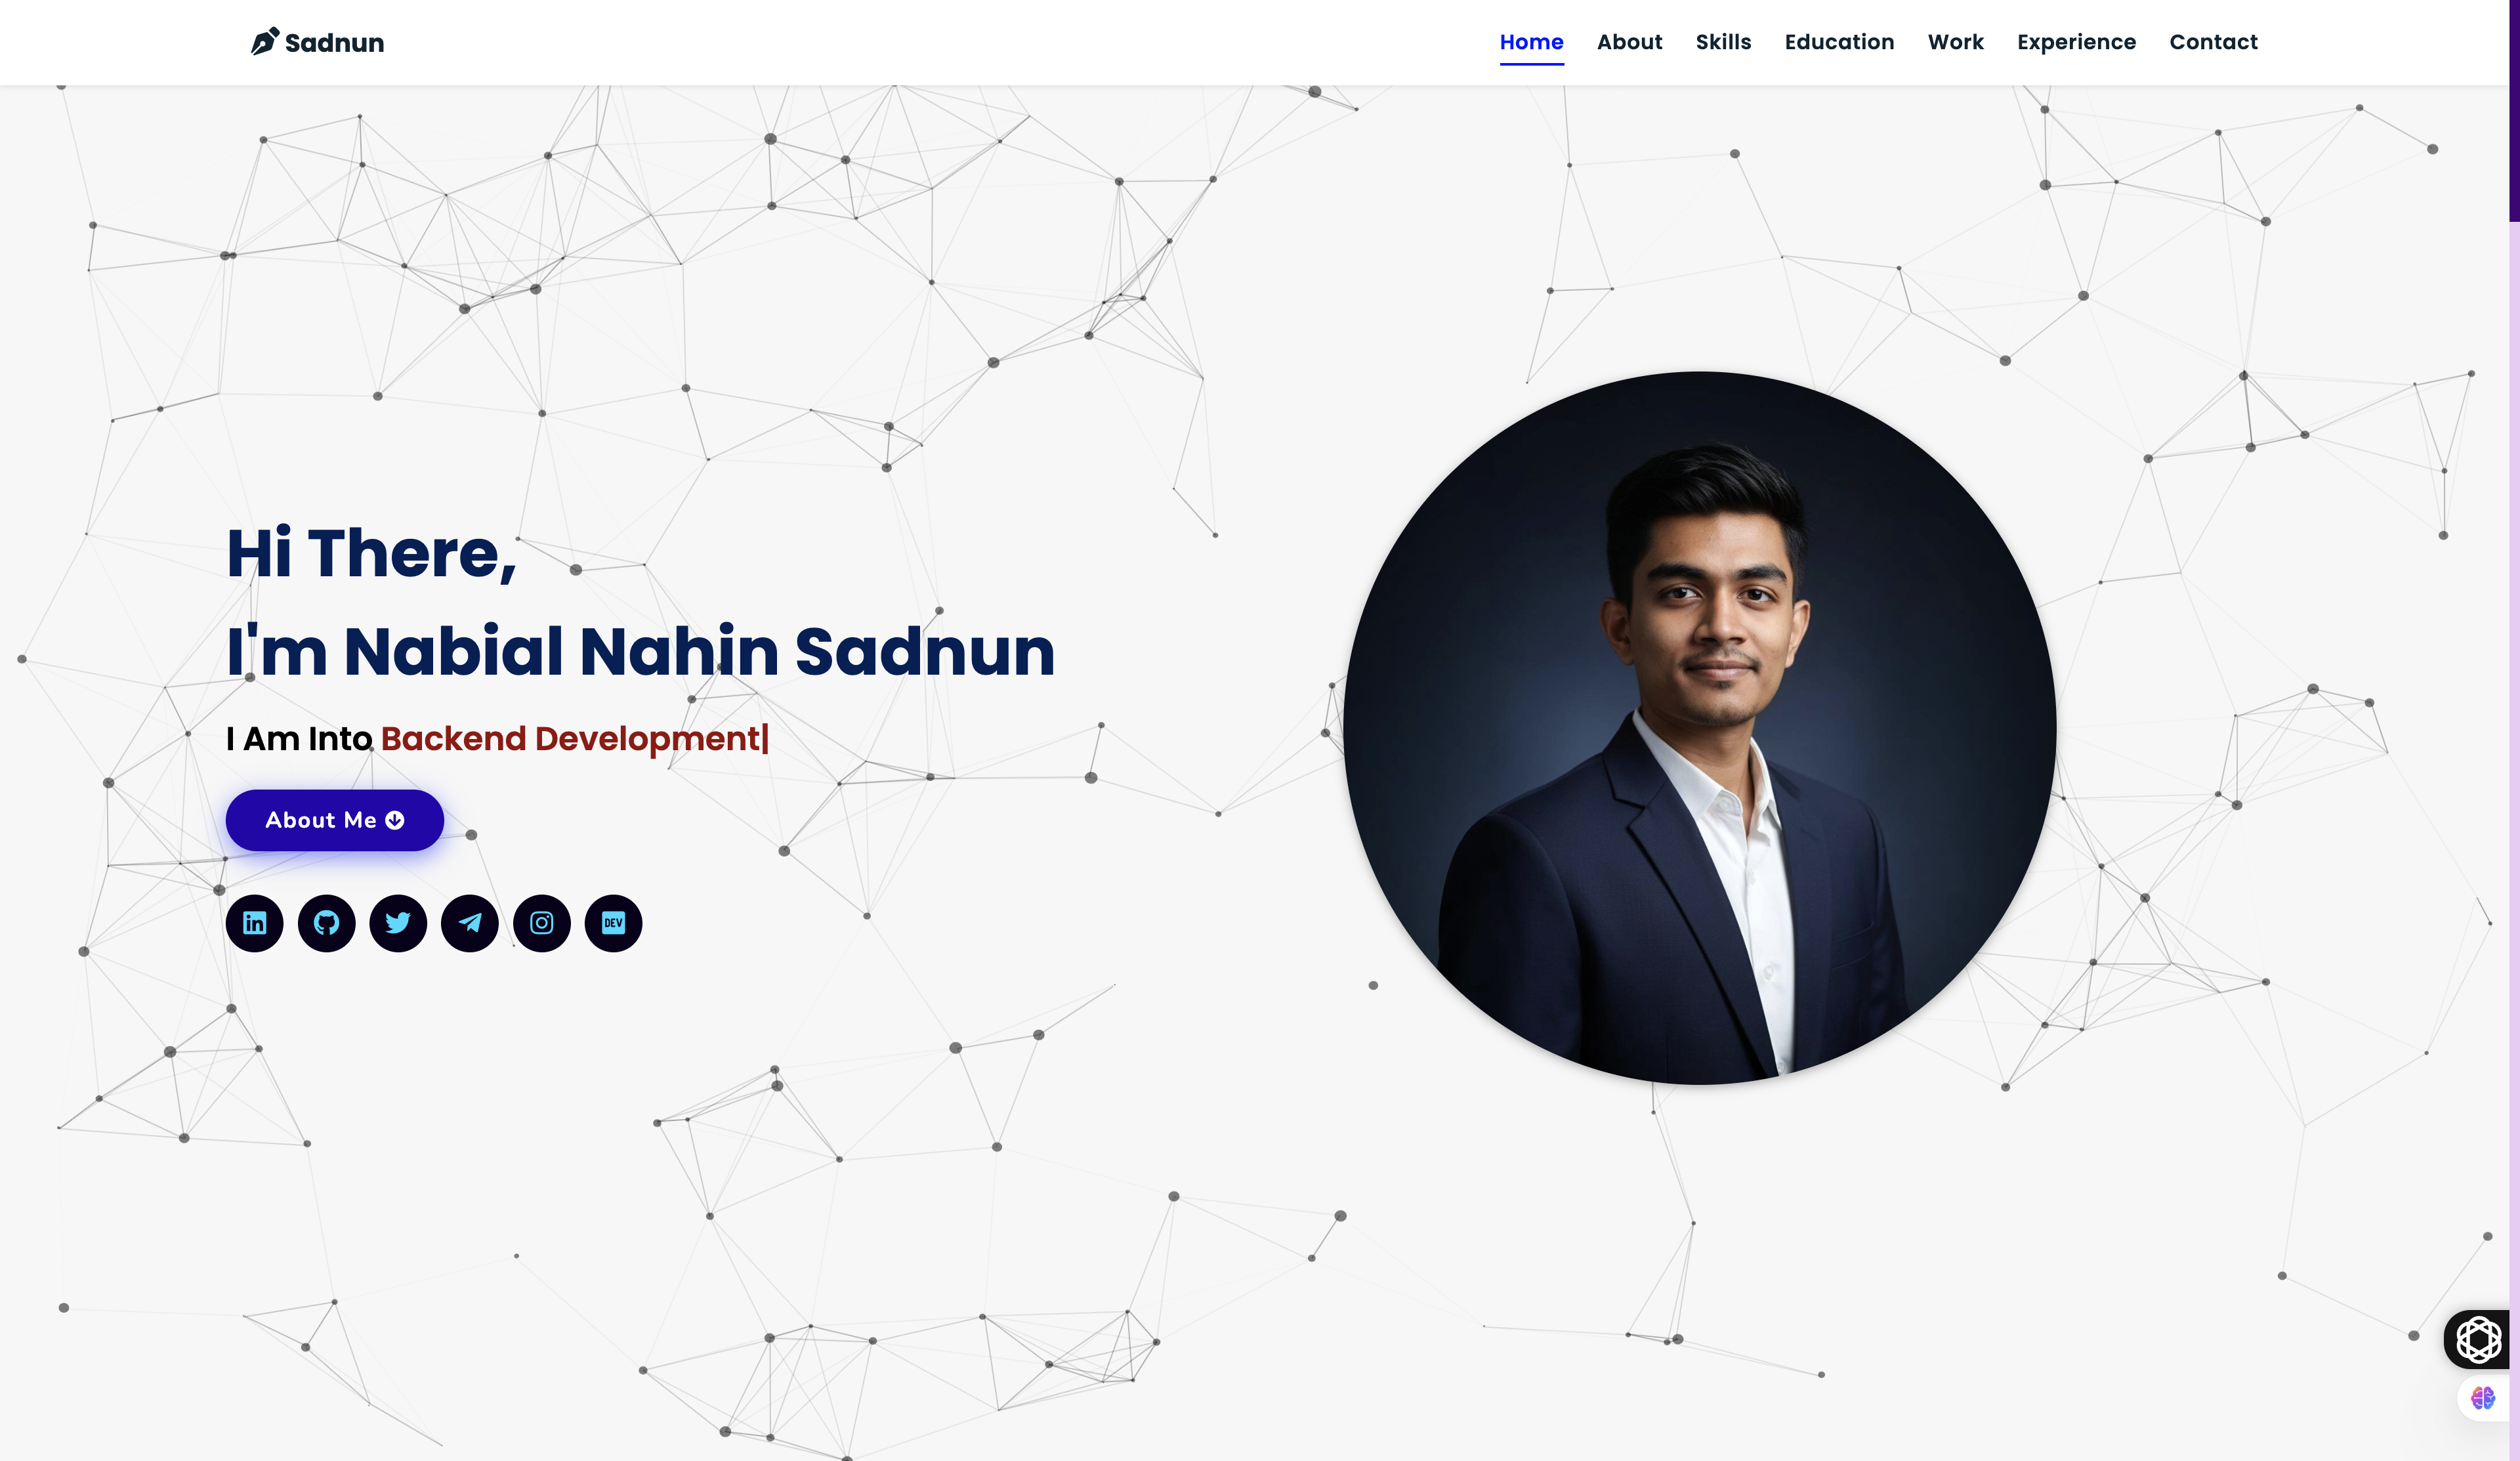 Sadnun
Home About Skills Education Work Experience Contact
Hi There,
I'm Nabial Nahin Sadnun
I Am Into Backend Development|
About Me
DEV